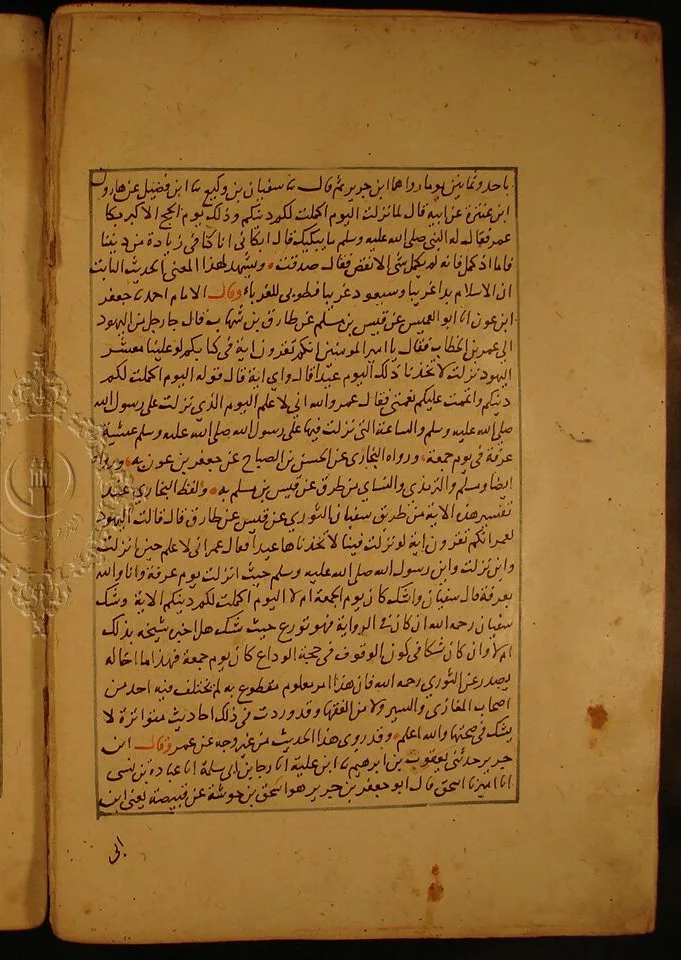 باحد وثمانين يوما رواهما ابن جرير ثم قال ثنا سفيان بن وكيع ثنا ابن فضيل عن هارون
ابن عنترة عن ابيه قال لما نزلت اليوم اكملت لكم دينكم وذلك يوم الحج الاكبر بكا
عمر فقال له النبي صلى الله عليه وسلم ما يبكيك قال ابكاني انا كنا في زيادة من ديننا
فاما اذ كمل فانه لم يكمل شي الا نقص فقال صدقت ويشهد لهذا المعنى الحديث الثابت
ان الاسلام بدا غريبا وسيعود غريبا فطوبى للغرباء وقال الامام احمد ثنا جعفر
ابن عون انا ابو العميس عن قيس بن مسلم عن طارق بن شهاب قال جا رجل من اليهود
الى عمر بن الخطاب فقال يا امير المومنين انكم تقرون اية في كتابكم لو علينا معشر
اليهود نزلت لاتخذنا ذلك اليوم عيدا قال واي اية قال قوله اليوم اكملت لكم
دينكم واتممت عليكم نعمتي فقال عمر والله اني لاعلم اليوم الذي نزلت على رسول الله
صلى الله عليه وسلم والساعة التي نزلت فيها على رسول الله صلى الله عليه وسلم عشية
عرفة في يوم جمعة ورواه البخاري عن الحسن بن الصباح عن جعفر بن عون به ورواه
ايضا ومسلم والترمذي والنسائي من طرق عن قيس بن مسلم به ولفظ البخاري عند
تفسير هذه الاية من طريق سفيان الثوري عن قيس عن طارق قال قالت اليهود
لعمر انكم تقرون اية لو نزلت فينا لاتخذناها عيدا فقال عمر اني لاعلم حين انزلت
واين نزلت واين رسول الله صلى الله عليه وسلم حيث انزلت يوم عرفة وانا والله
بعرفة قال سفيان واشك كان يوم الجمعة ام لا اليوم اكملت لكم دينكم الاية وشك
سفيان رحمه الله ان كان في الرواية فهو تورع حيث شك هل اخبره شيخه بذلك
ام لا وان كان شكا في كون الوقوف في حجة الوداع كان يوم جمعة فهذا ما اخاله
يصدر عن الثوري رحمه الله فان هذا امر معلوم مقطوع به لم يختلف فيه احد من
اصحاب المغازي والسير ولا من الفقها وقد وردت في ذلك احاديث متواترة لا
يشك في صحتها والله اعلم وقد روى هذا الحديث من غير وجه عن عمر وقال ابن
جرير حدثني يعقوب بن ابرهيم ثنا ابن علية انا رجا بن ابي سلمة انا عبادة بن نسى
انا اميرنا اسحق قال ابو جعفر بن جرير هو اسحق بن خرشة عن قبيصة يعني ابن